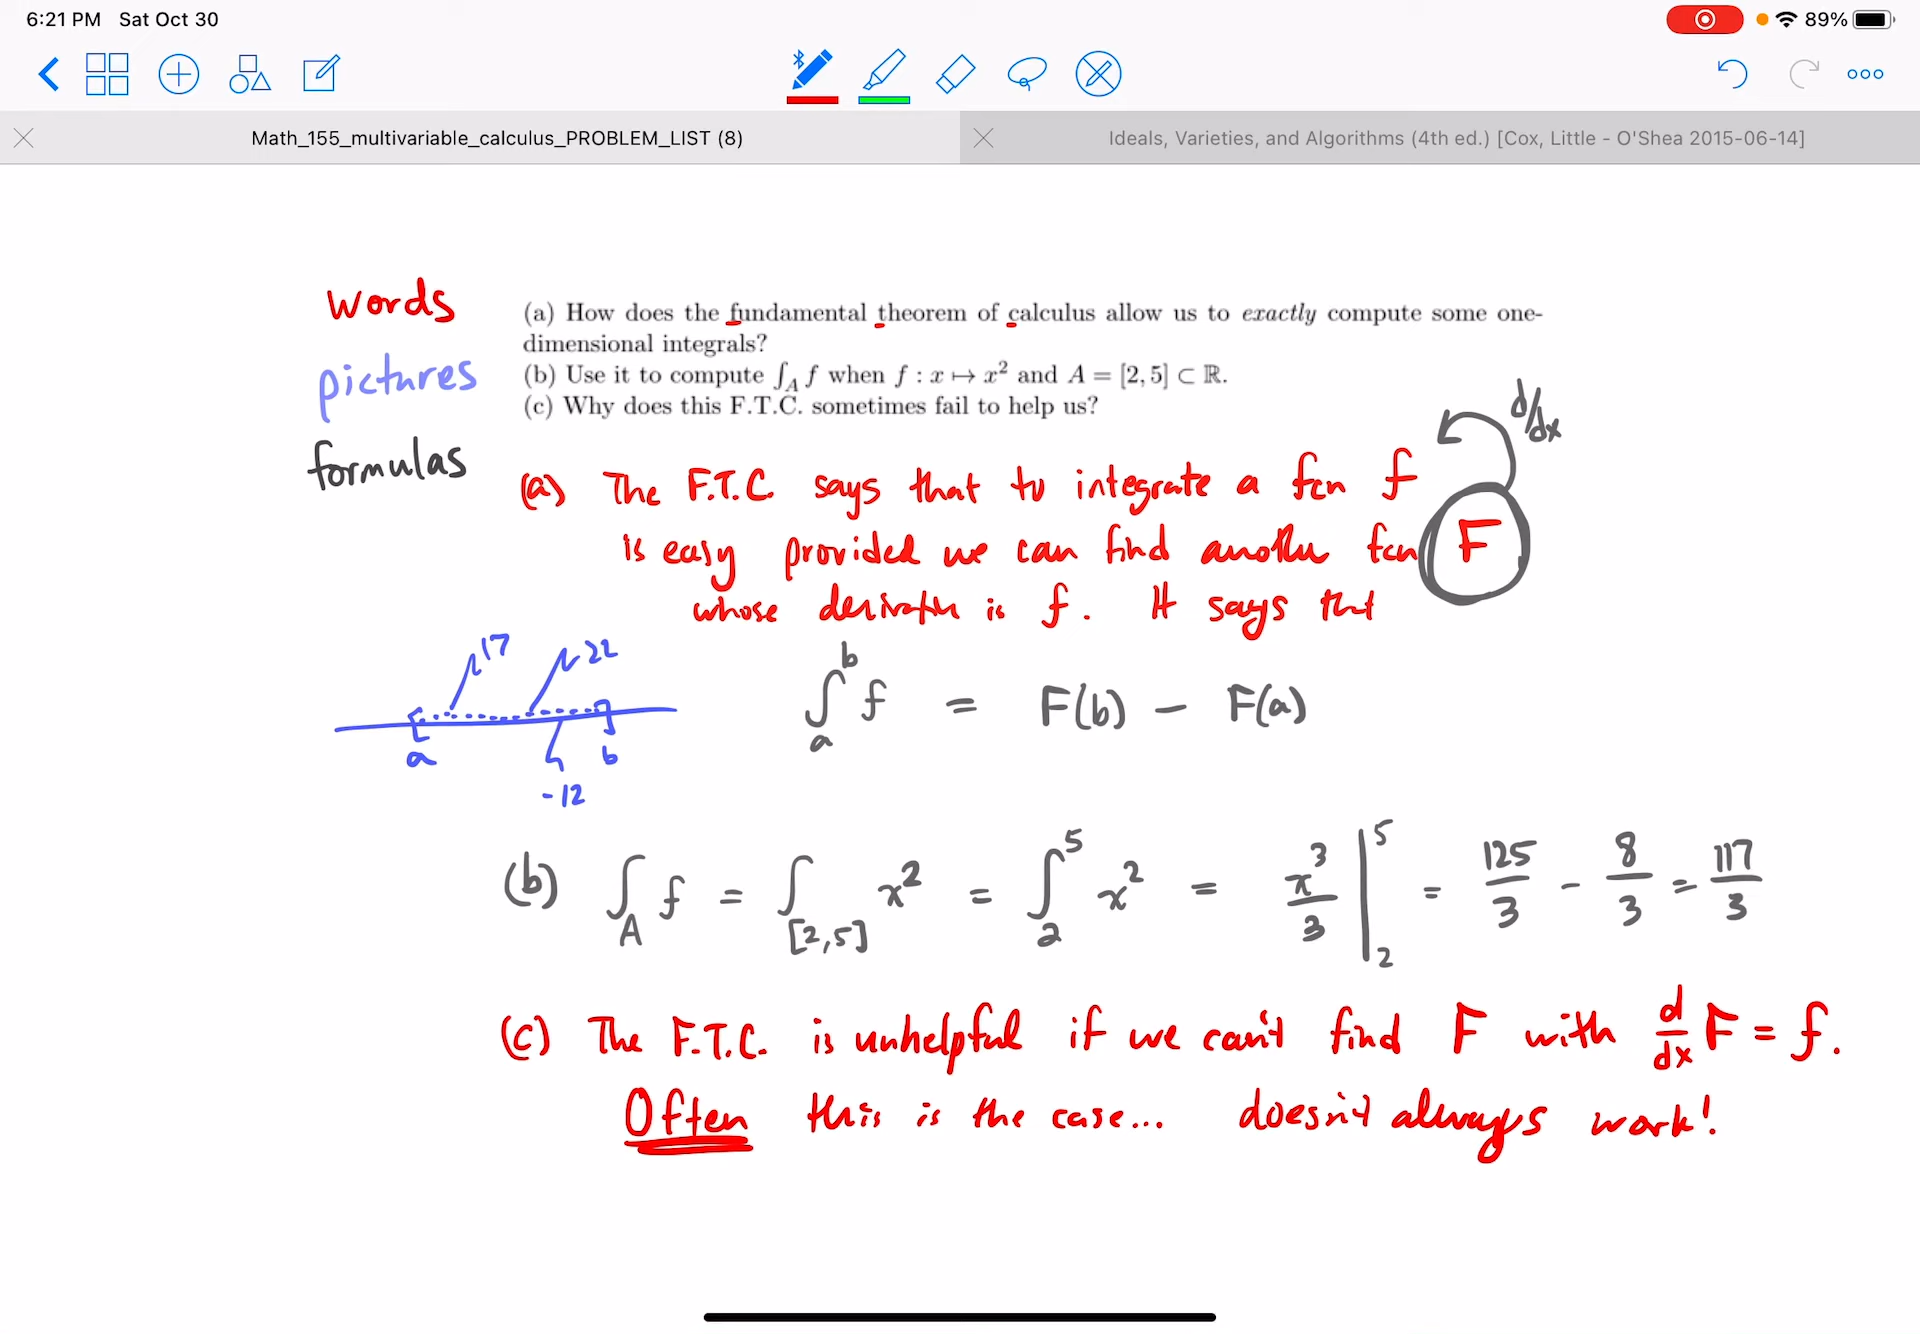 6:21 PM Sat Oct 30
89%
Math_155_multivariable_calculus_PROBLEM_LIST (8)
Ideals, Varieties, and Algorithms (4th ed.) [Cox, Little - O'Shea 2015-06-14]
words
pictures
formulas
(a) How does the fundamental theorem of calculus allow us to exactly compute some one-
dimensional integrals?
(b) Use it to compute ∫_A f when f : x ↦ x² and A = [2, 5] ⊂ ℝ.
(c) Why does this F.T.C. sometimes fail to help us?
d/dx
(a) The F.T.C. says that to integrate a fcn f
is easy provided we can find another fcn F
whose derivative is f. It says that
17 22
a b
-12
∫_a^b f = F(b) - F(a)
(b) ∫_A f = ∫_[2,5] x² = ∫_2^5 x² = x³/3 |_2^5 = 125/3 - 8/3 = 117/3
(c) The F.T.C. is unhelpful if we can't find F with d/dx F = f.
Often this is the case... doesn't always work!